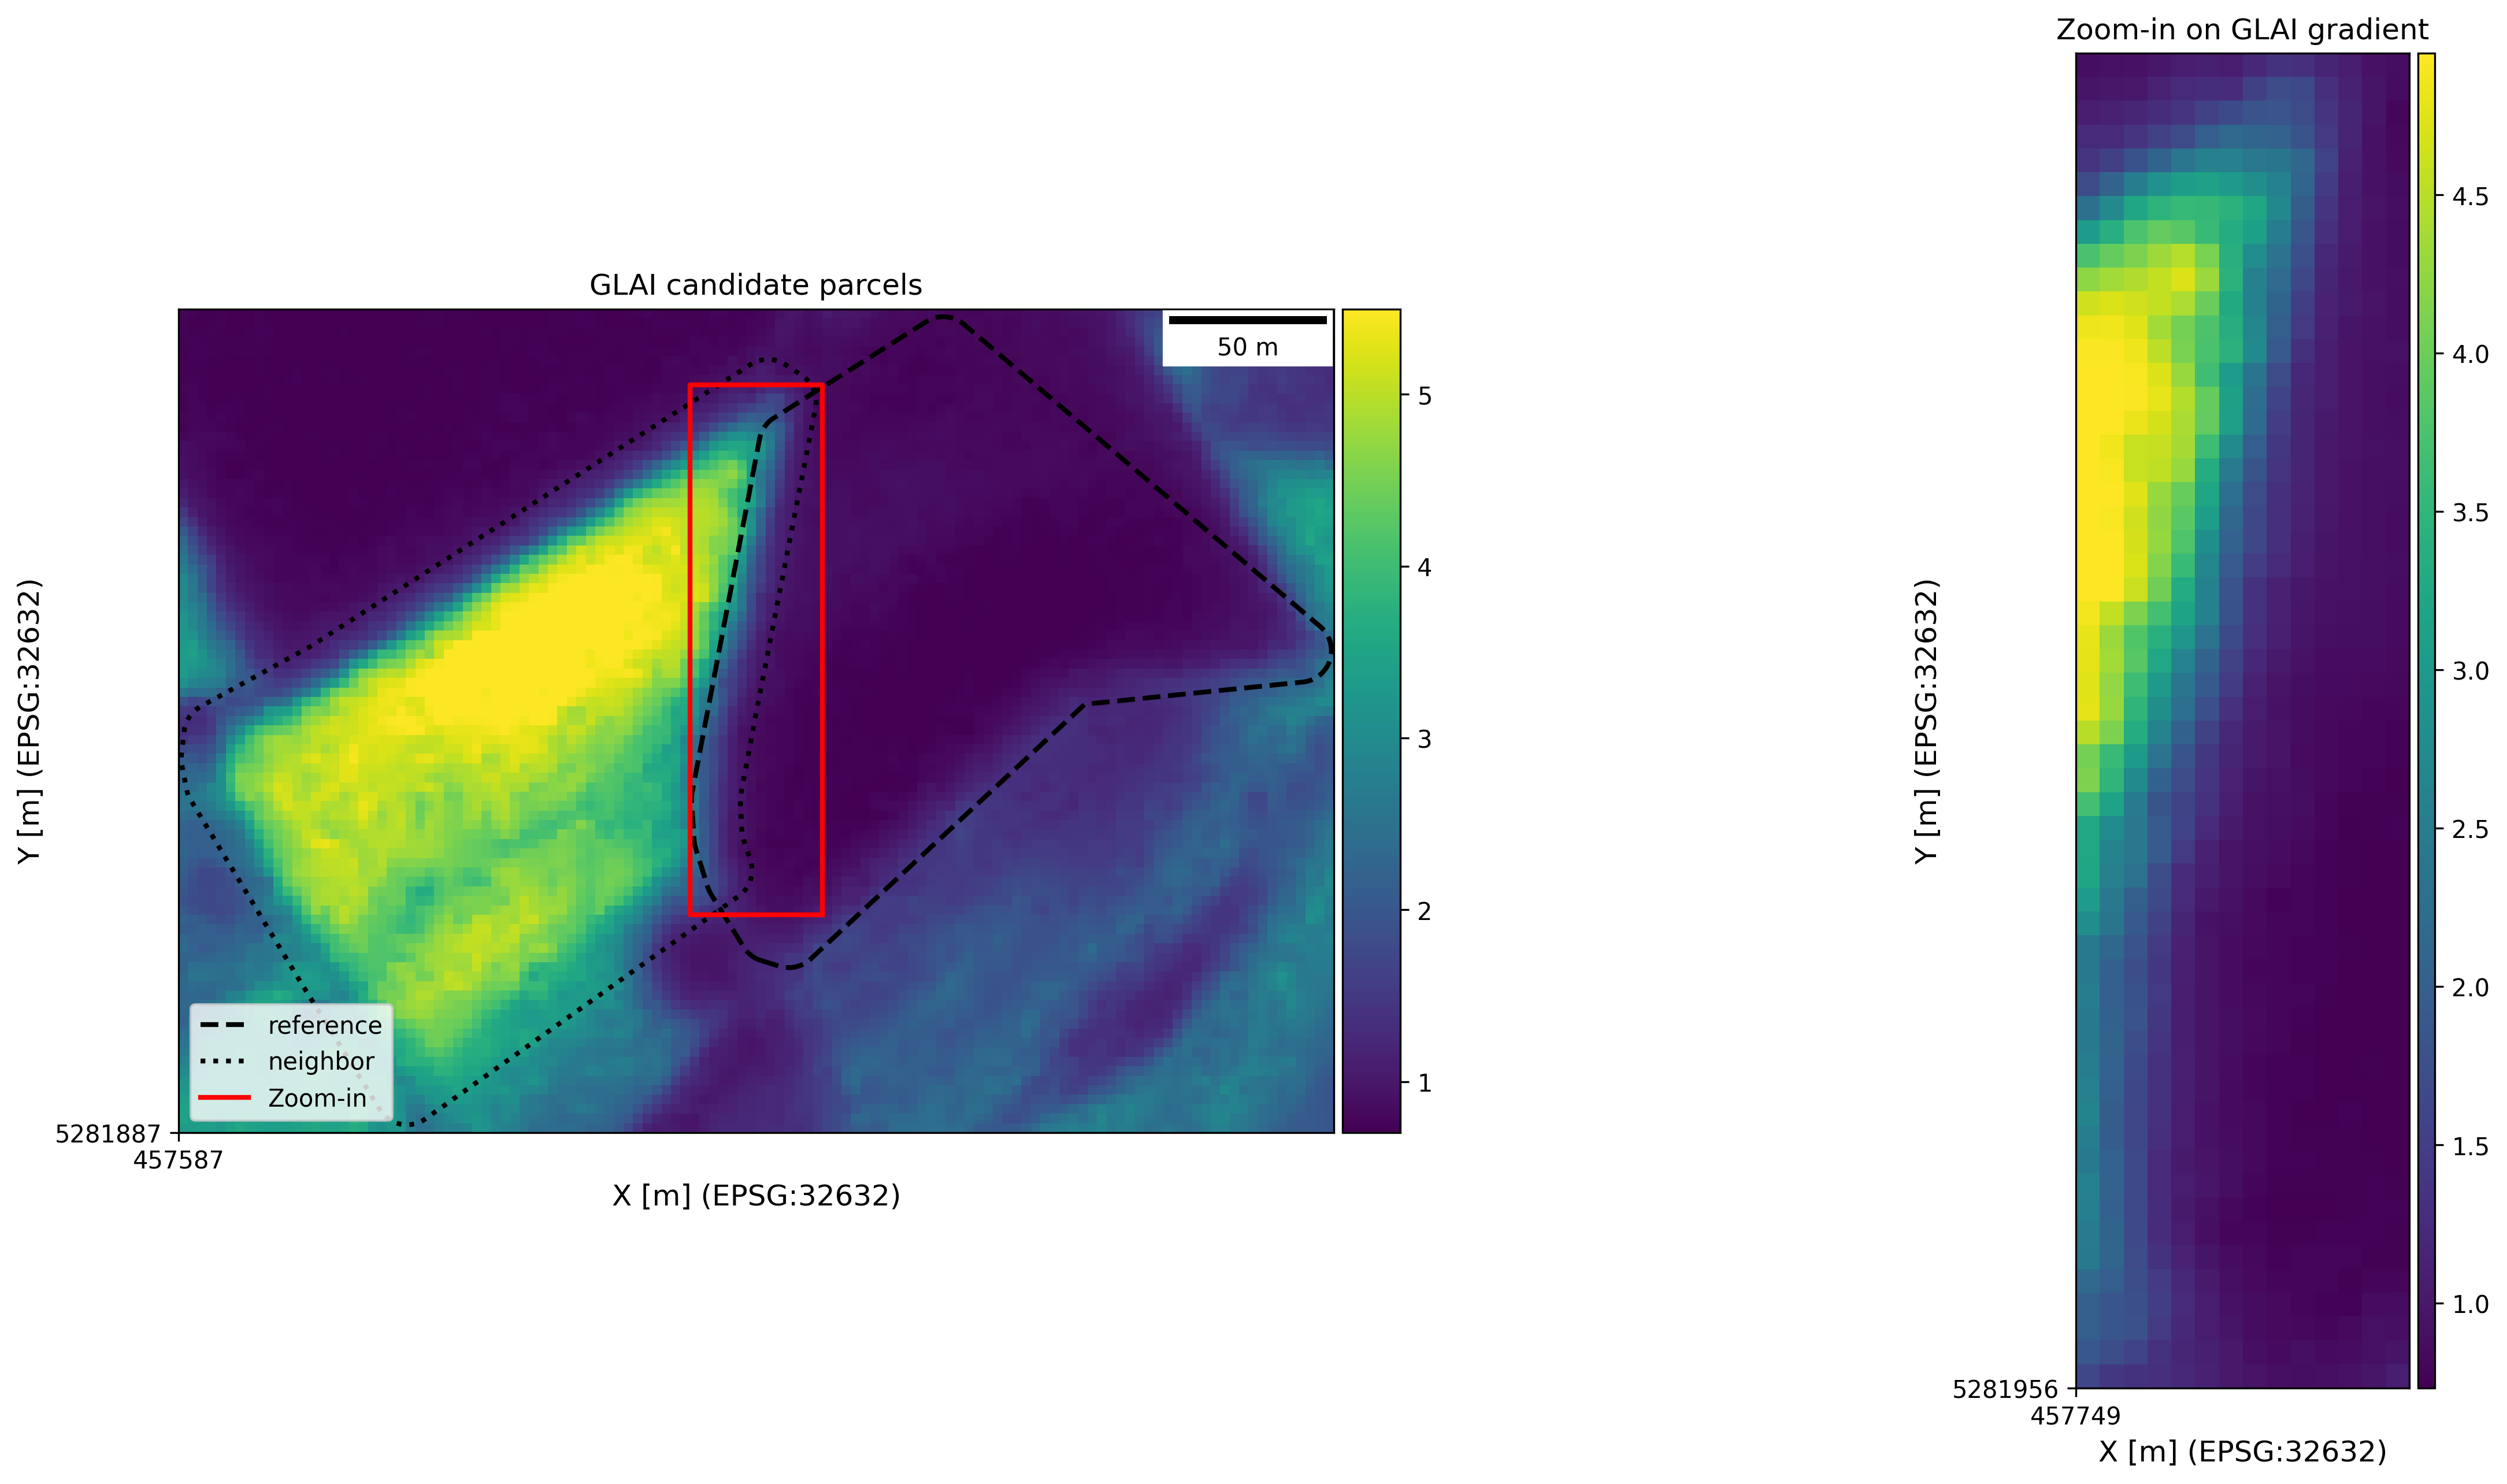 Zoom-in on GLAI gradient
GLAI candidate parcels
50 m
5
4
3
2
1
Y [m] (EPSG:32632)
reference
neighbor
Zoom-in
5281887
457587
X [m] (EPSG:32632)
4.5
4.0
3.5
3.0
2.5
2.0
1.5
1.0
Y [m] (EPSG:32632)
5281956
457749
X [m] (EPSG:32632)